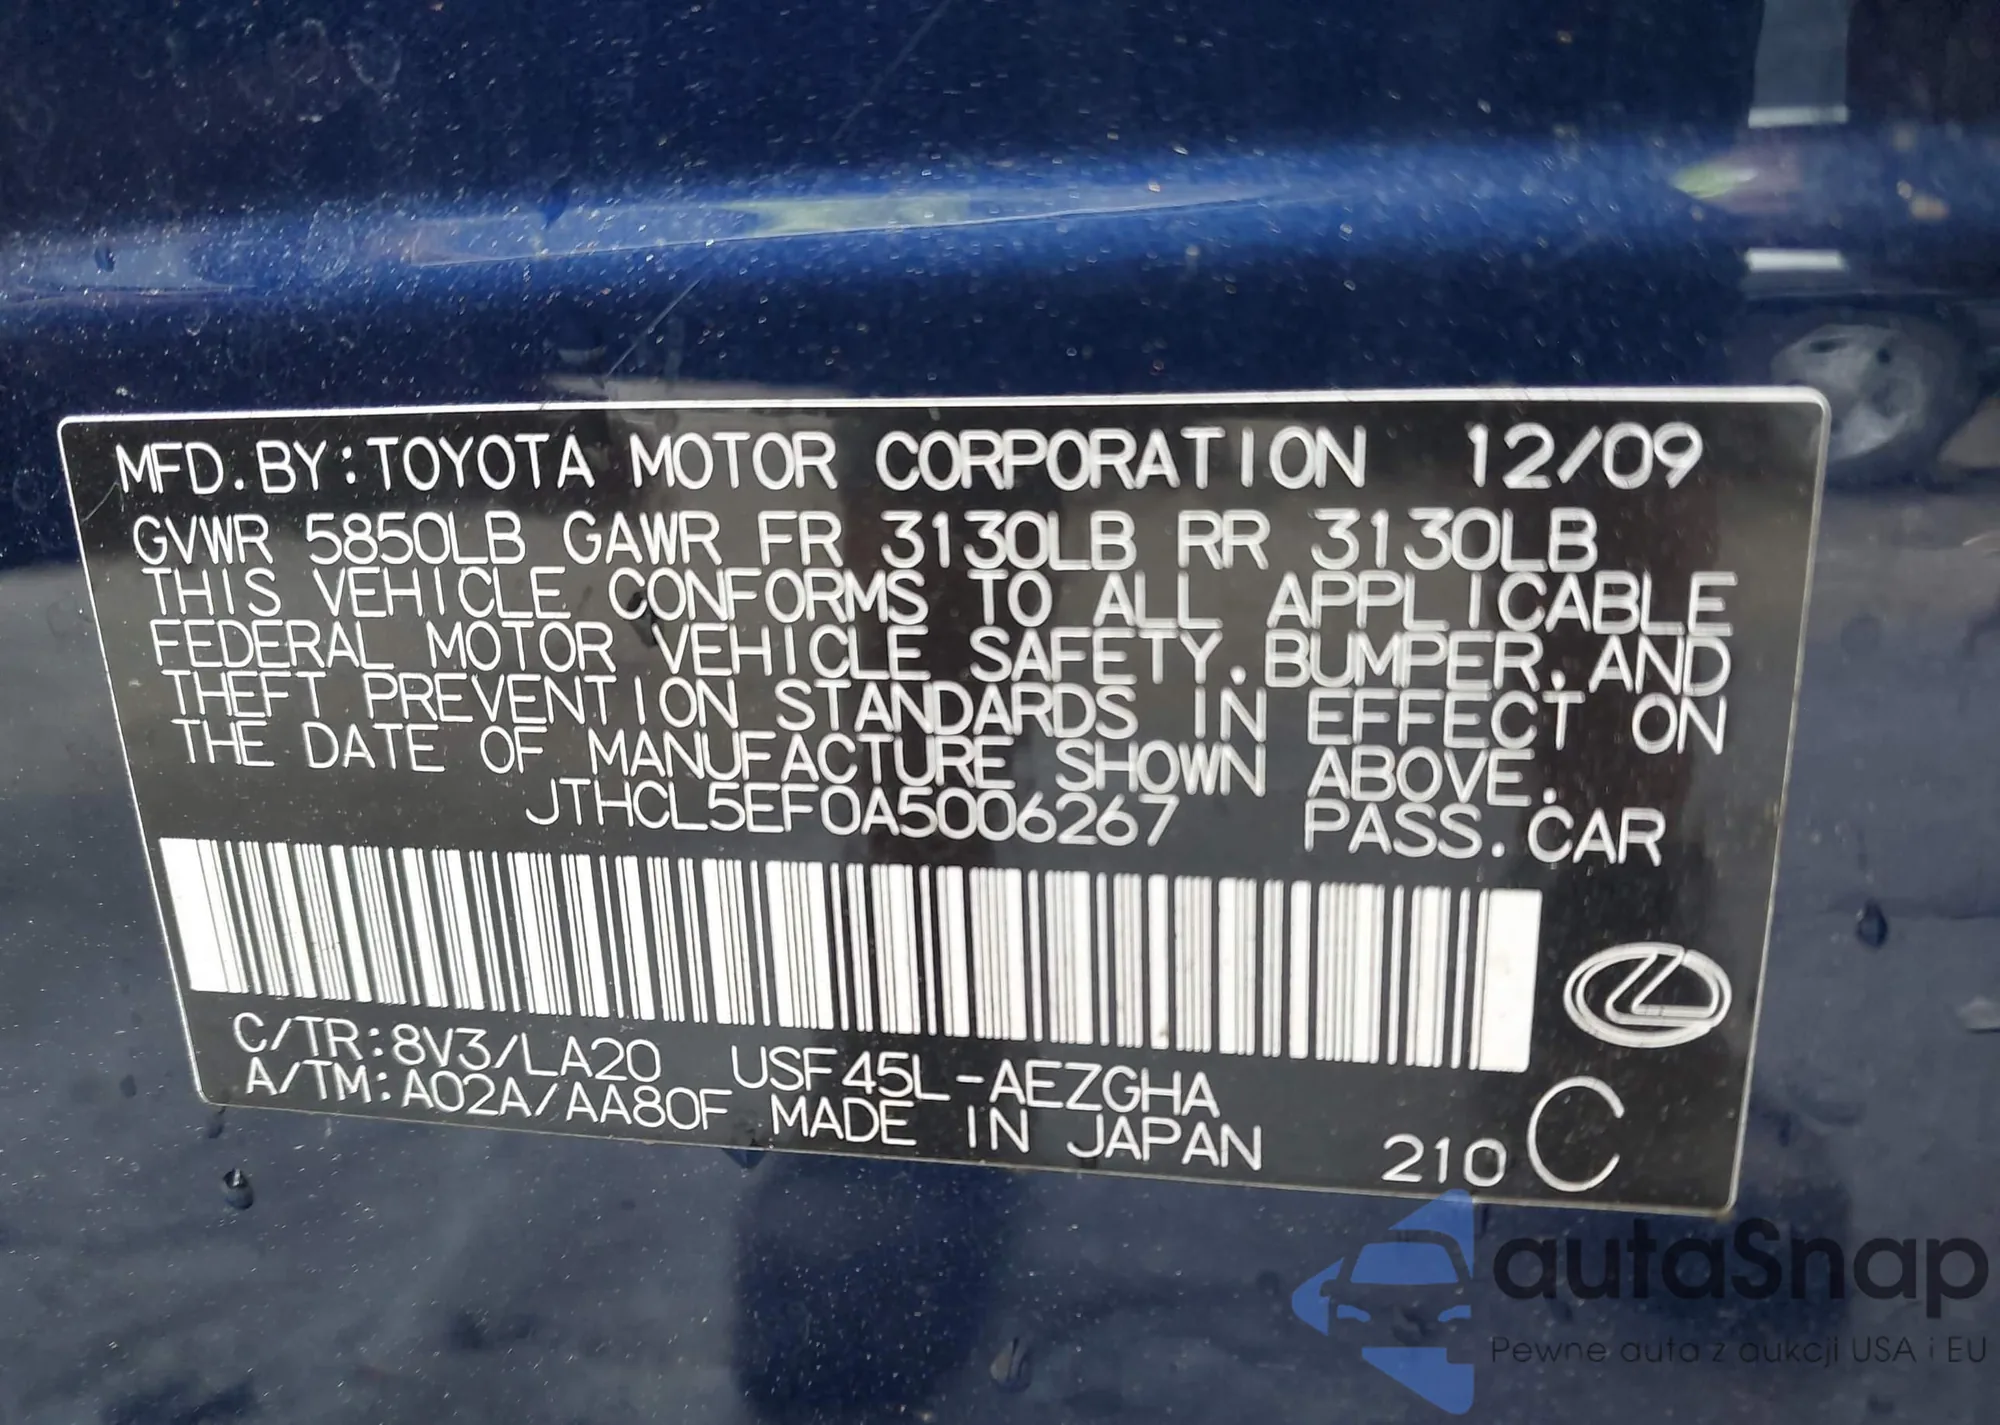 MFD. BY: TOYOTA MOTOR CORPORATION 12/09
GVWR 5850LB GAWR FR 3130LB RR 3130LB
THIS VEHICLE CONFORMS TO ALL APPLICABLE
FEDERAL MOTOR VEHICLE SAFETY, BUMPER, AND
THEFT PREVENTION STANDARDS IN EFFECT ON
THE DATE OF MANUFACTURE SHOWN ABOVE.
JTHCL5EF0A5006267 PASS. CAR
C/TR:8V3/LA20 USF45L-AEZGHA
A/TM:A02A/AA80F MADE IN JAPAN 210 C
autaSnap
Pewne auta z aukcji USA i EU